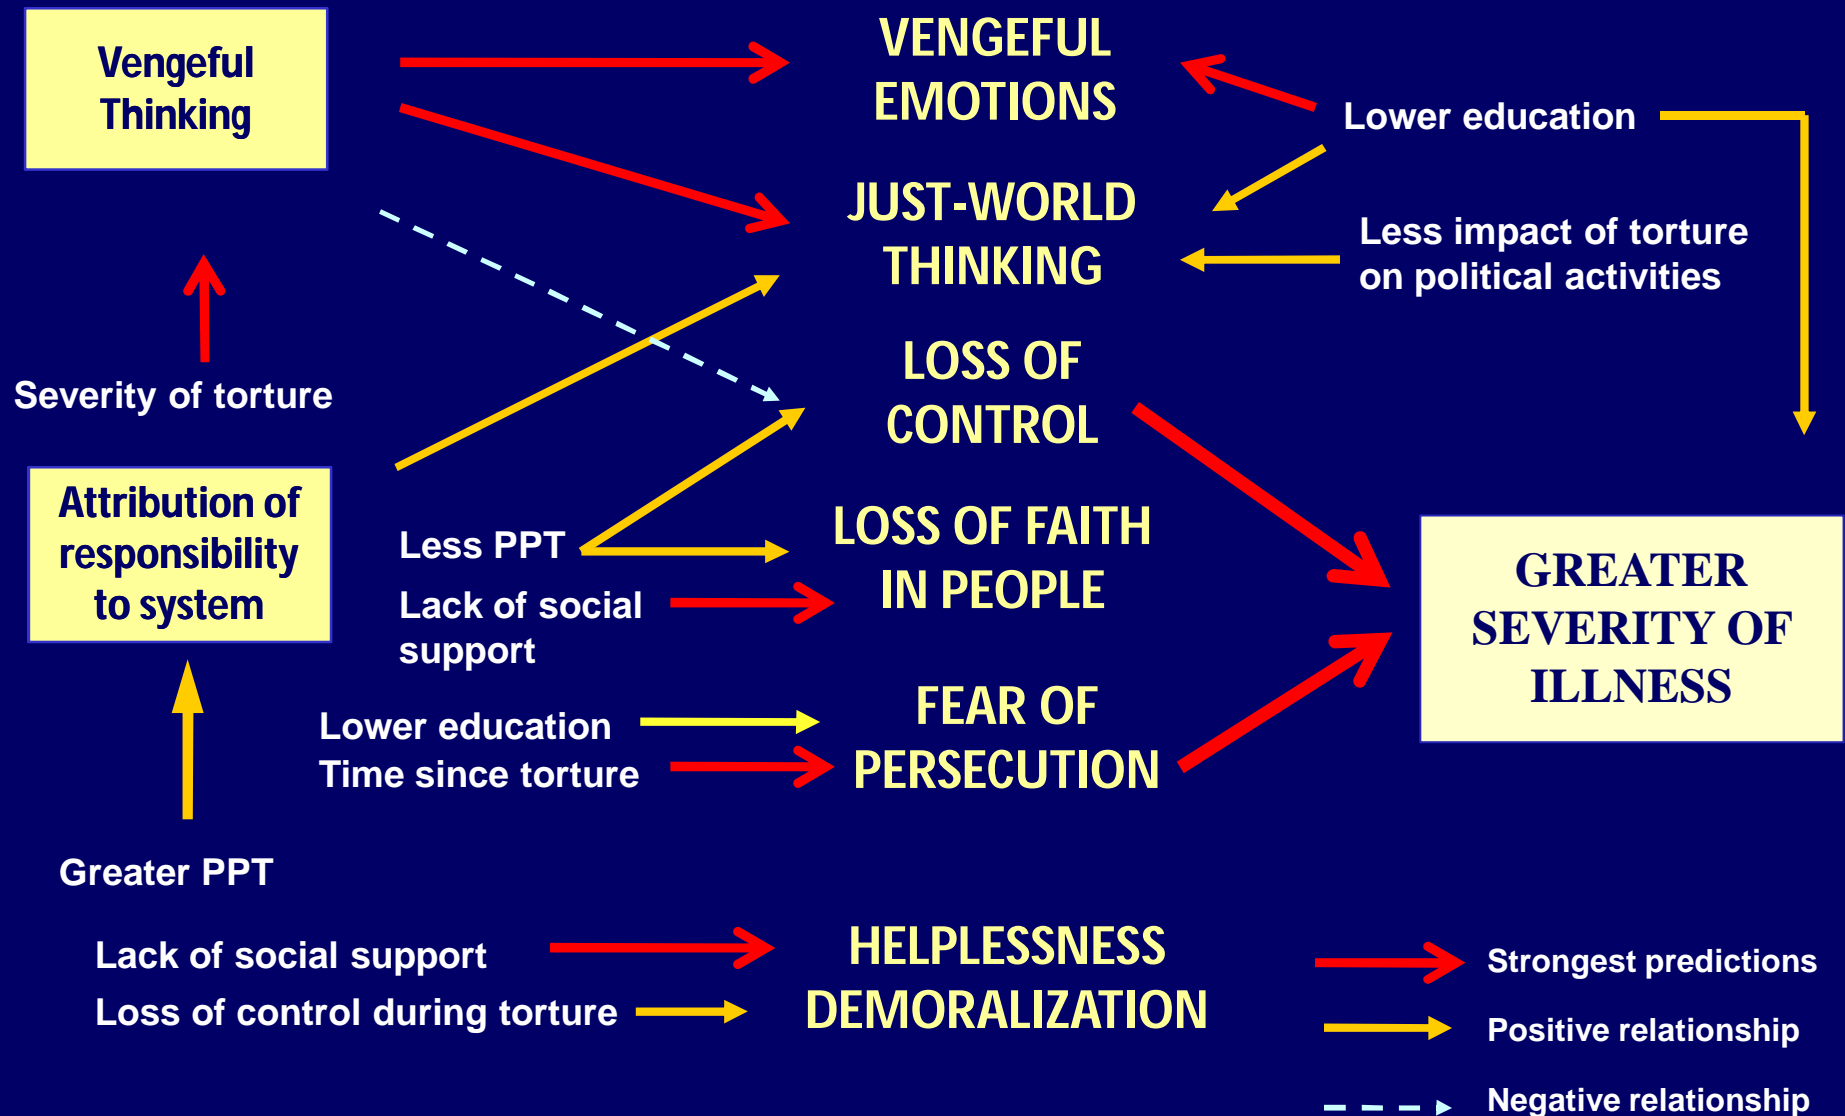 Vengeful
Thinking
VENGEFUL
EMOTIONS
Lower education
JUST-WORLD
THINKING
Less impact of torture
on political activities
Severity of torture
LOSS OF
CONTROL
Attribution of
responsibility
to system
Less PPT
Lack of social
support
LOSS OF FAITH
IN PEOPLE
GREATER
SEVERITY OF
ILLNESS
Lower education
Time since torture
FEAR OF
PERSECUTION
Greater PPT
Lack of social support
Loss of control during torture
HELPLESSNESS
DEMORALIZATION
Strongest predictions
Positive relationship
Negative relationship